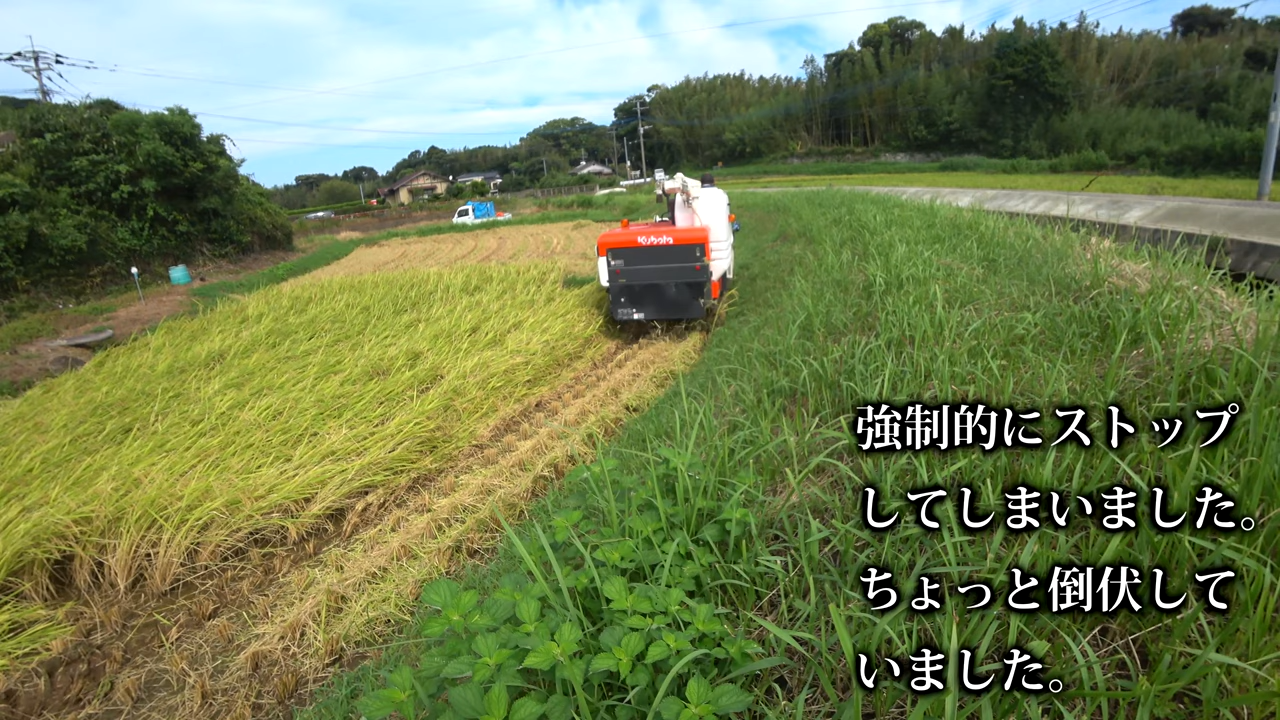 Kubota
強制的にストップ
してしまいました。
ちょっと倒伏して
いました。